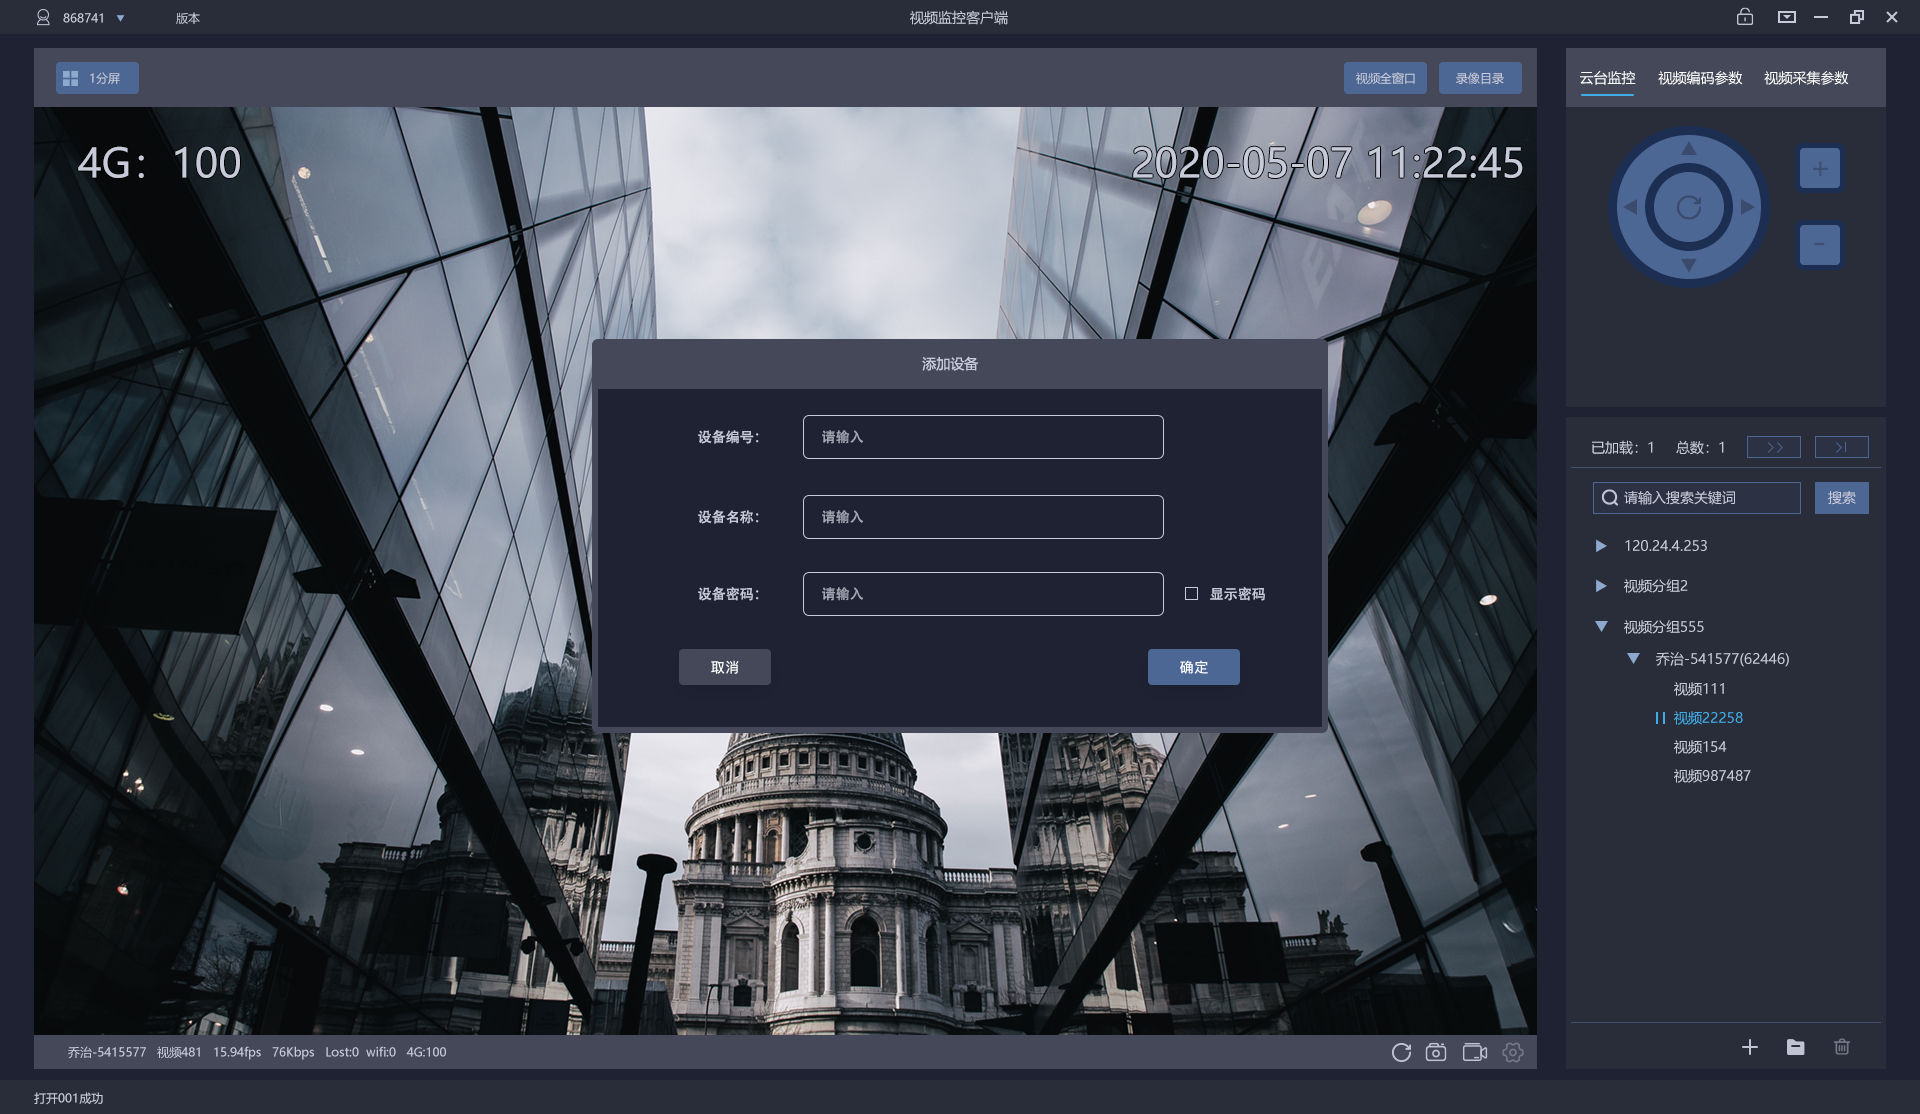 868741 版本 视频监控客户端
1分屏 视频全窗口 录像目录
云台监控 视频编码参数 视频采集参数
4G：100 2020-05-07 11:22:45
+
-
添加设备
设备编号： 请输入
设备名称： 请输入
设备密码： 请输入 显示密码
取消 确定
已加载：1 总数：1 >> >|
请输入搜索关键词 搜索
120.24.4.253
视频分组2
视频分组555
乔治-541577(62446)
视频111
视频22258
视频154
视频987487
乔治-5415577 视频481 15.94fps 76Kbps Lost:0 wifi:0 4G:100
打开001成功